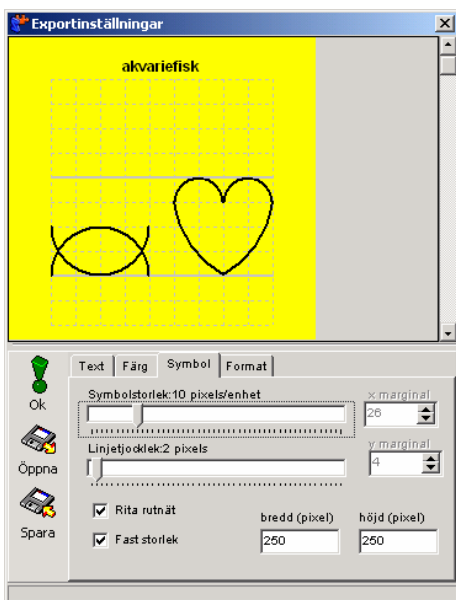 Exportinställningar
akvariefisk
Ok
Öppna
Spara
Text Färg Symbol Format
Symbolstorlek:10 pixels/enhet
Linjetjocklek:2 pixels
x marginal
26
y marginal
4
Rita rutnät
Fast storlek
bredd (pixel)
250
höjd (pixel)
250